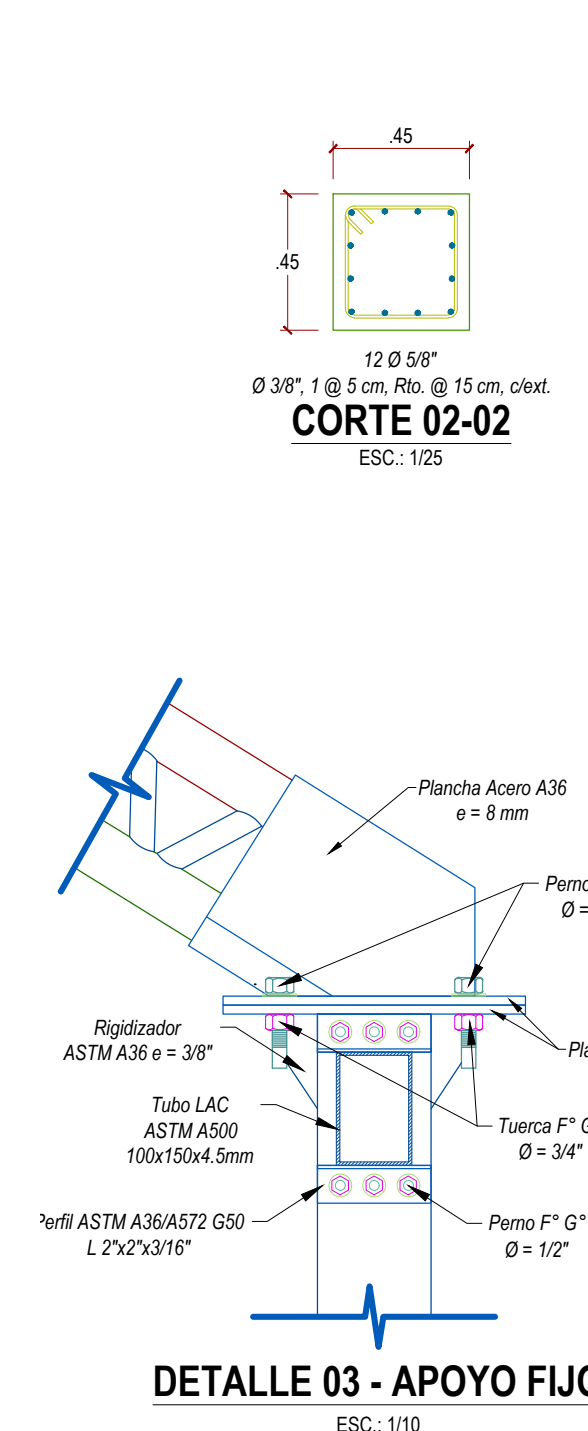 .45
.45
12 Ø 5/8"
Ø 3/8", 1 @ 5 cm, Rto. @ 15 cm, c/ext.
CORTE 02-02
ESC.: 1/25
Plancha Acero A36
e = 8 mm
Perno
Ø =
Rigidizador
ASTM A36 e = 3/8"
Pla
Tubo LAC
ASTM A500
100x150x4.5mm
Tuerca F° G
Ø = 3/4"
Perfil ASTM A36/A572 G50
L 2"x2"x3/16"
Perno F° G°
Ø = 1/2"
DETALLE 03 - APOYO FIJO
ESC.: 1/10